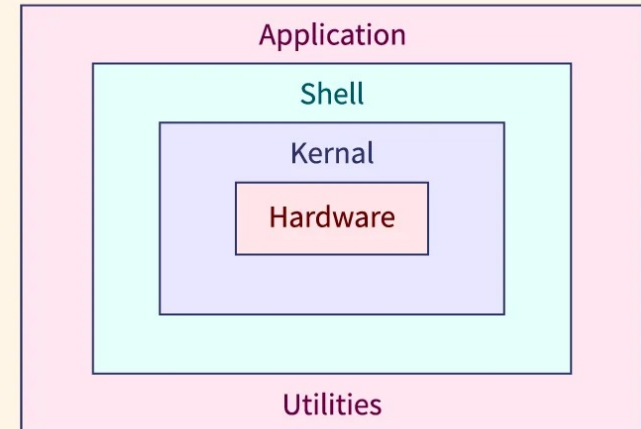 Application
Shell
Kernal
Hardware
Utilities